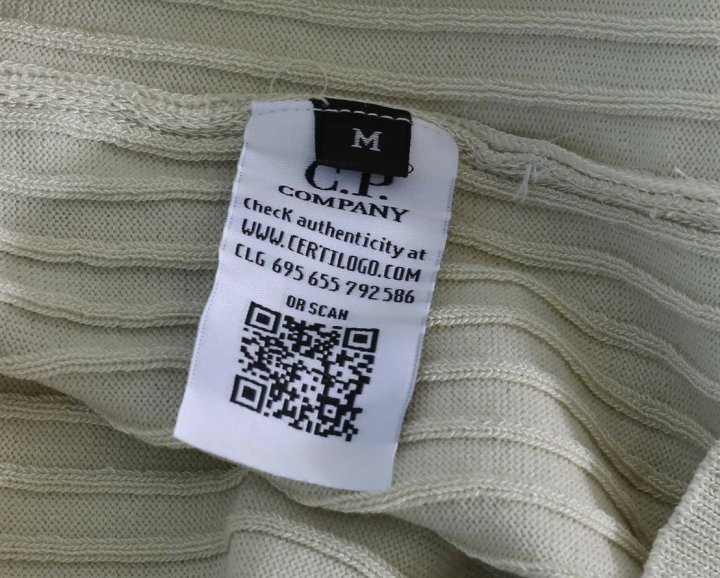 M
C.P.®
COMPANY
check authenticity at
WWW.CERTILOGO.COM
CLG 695 655 792 586
OR SCAN